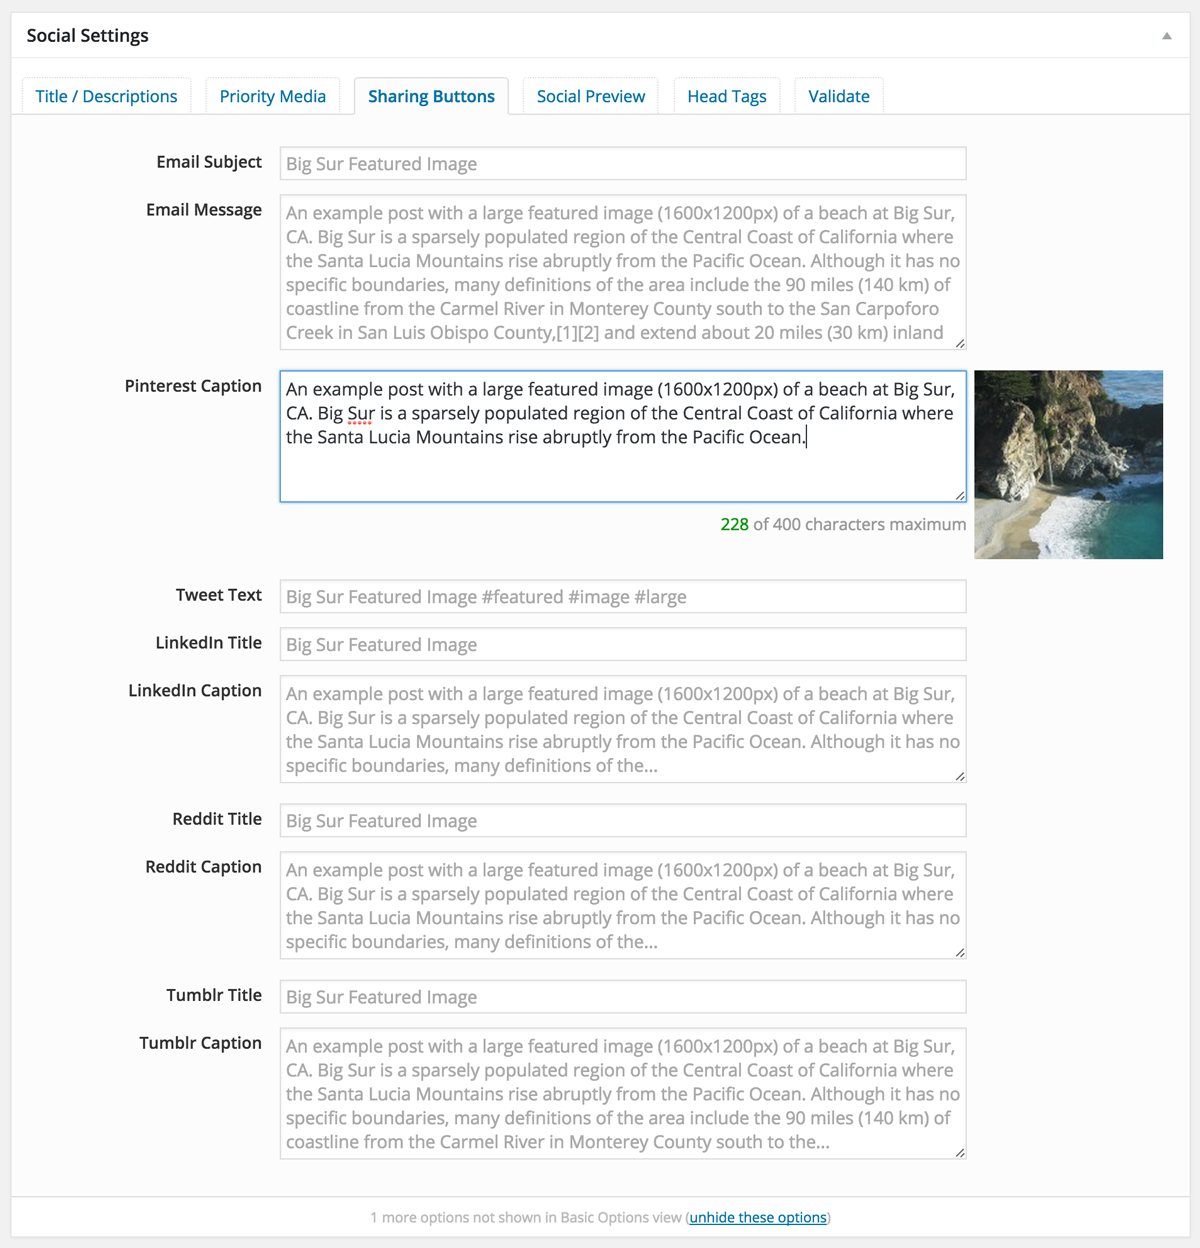 Social Settings
Title / Descriptions
Priority Media
Sharing Buttons
Social Preview
Head Tags
Validate
Email Subject
Big Sur Featured Image
Email Message
An example post with a large featured image (1600x1200px) of a beach at Big Sur,
CA. Big Sur is a sparsely populated region of the Central Coast of California where
the Santa Lucia Mountains rise abruptly from the Pacific Ocean. Although it has no
specific boundaries, many definitions of the area include the 90 miles (140 km) of
coastline from the Carmel River in Monterey County south to the San Carpoforo
Creek in San Luis Obispo County,[1][2] and extend about 20 miles (30 km) inland
Pinterest Caption
An example post with a large featured image (1600x1200px) of a beach at Big Sur,
CA. Big Sur is a sparsely populated region of the Central Coast of California where
the Santa Lucia Mountains rise abruptly from the Pacific Ocean.
228 of 400 characters maximum
Tweet Text
Big Sur Featured Image #featured #image #large
LinkedIn Title
Big Sur Featured Image
LinkedIn Caption
An example post with a large featured image (1600x1200px) of a beach at Big Sur,
CA. Big Sur is a sparsely populated region of the Central Coast of California where
the Santa Lucia Mountains rise abruptly from the Pacific Ocean. Although it has no
specific boundaries, many definitions of the...
Reddit Title
Big Sur Featured Image
Reddit Caption
An example post with a large featured image (1600x1200px) of a beach at Big Sur,
CA. Big Sur is a sparsely populated region of the Central Coast of California where
the Santa Lucia Mountains rise abruptly from the Pacific Ocean. Although it has no
specific boundaries, many definitions of the...
Tumblr Title
Big Sur Featured Image
Tumblr Caption
An example post with a large featured image (1600x1200px) of a beach at Big Sur,
CA. Big Sur is a sparsely populated region of the Central Coast of California where
the Santa Lucia Mountains rise abruptly from the Pacific Ocean. Although it has no
specific boundaries, many definitions of the area include the 90 miles (140 km) of
coastline from the Carmel River in Monterey County south to the...
1 more options not shown in Basic Options view (unhide these options)